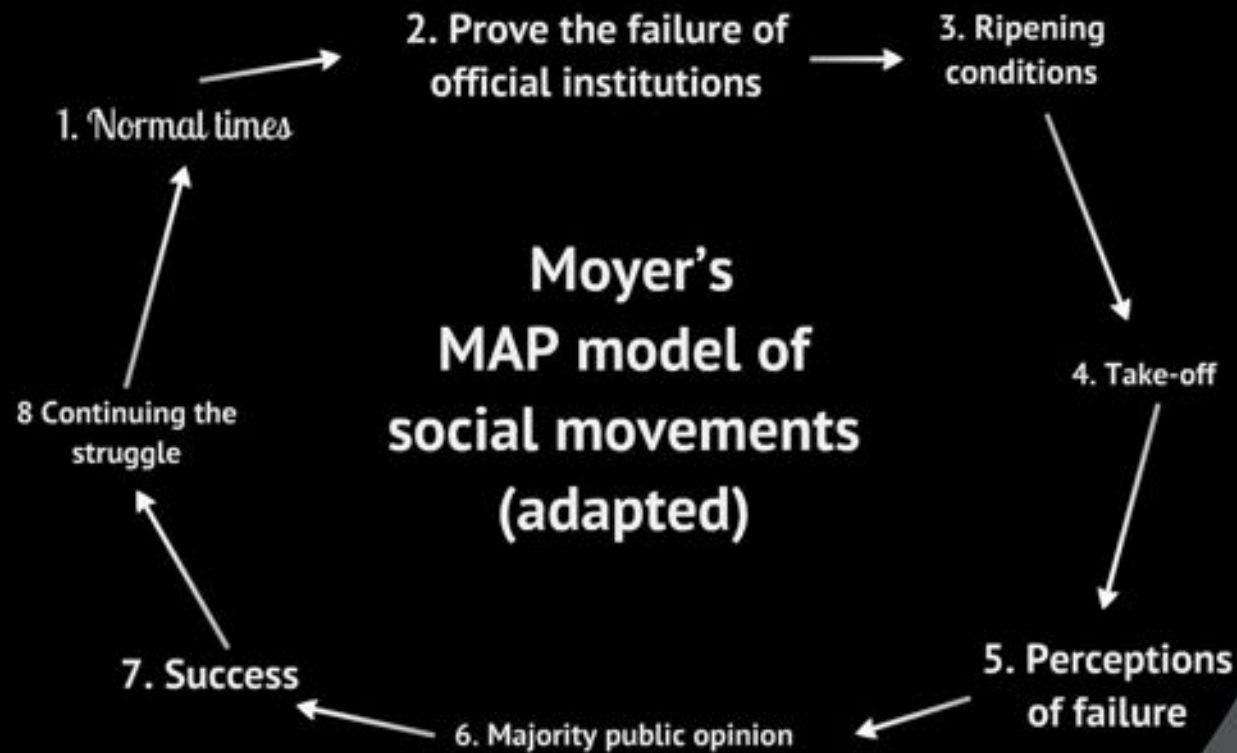 1. Normal times
2. Prove the failure of
official institutions
3. Ripening
conditions
4. Take-off
5. Perceptions
of failure
6. Majority public opinion
7. Success
8 Continuing the
struggle
Moyer’s
MAP model of
social movements
(adapted)